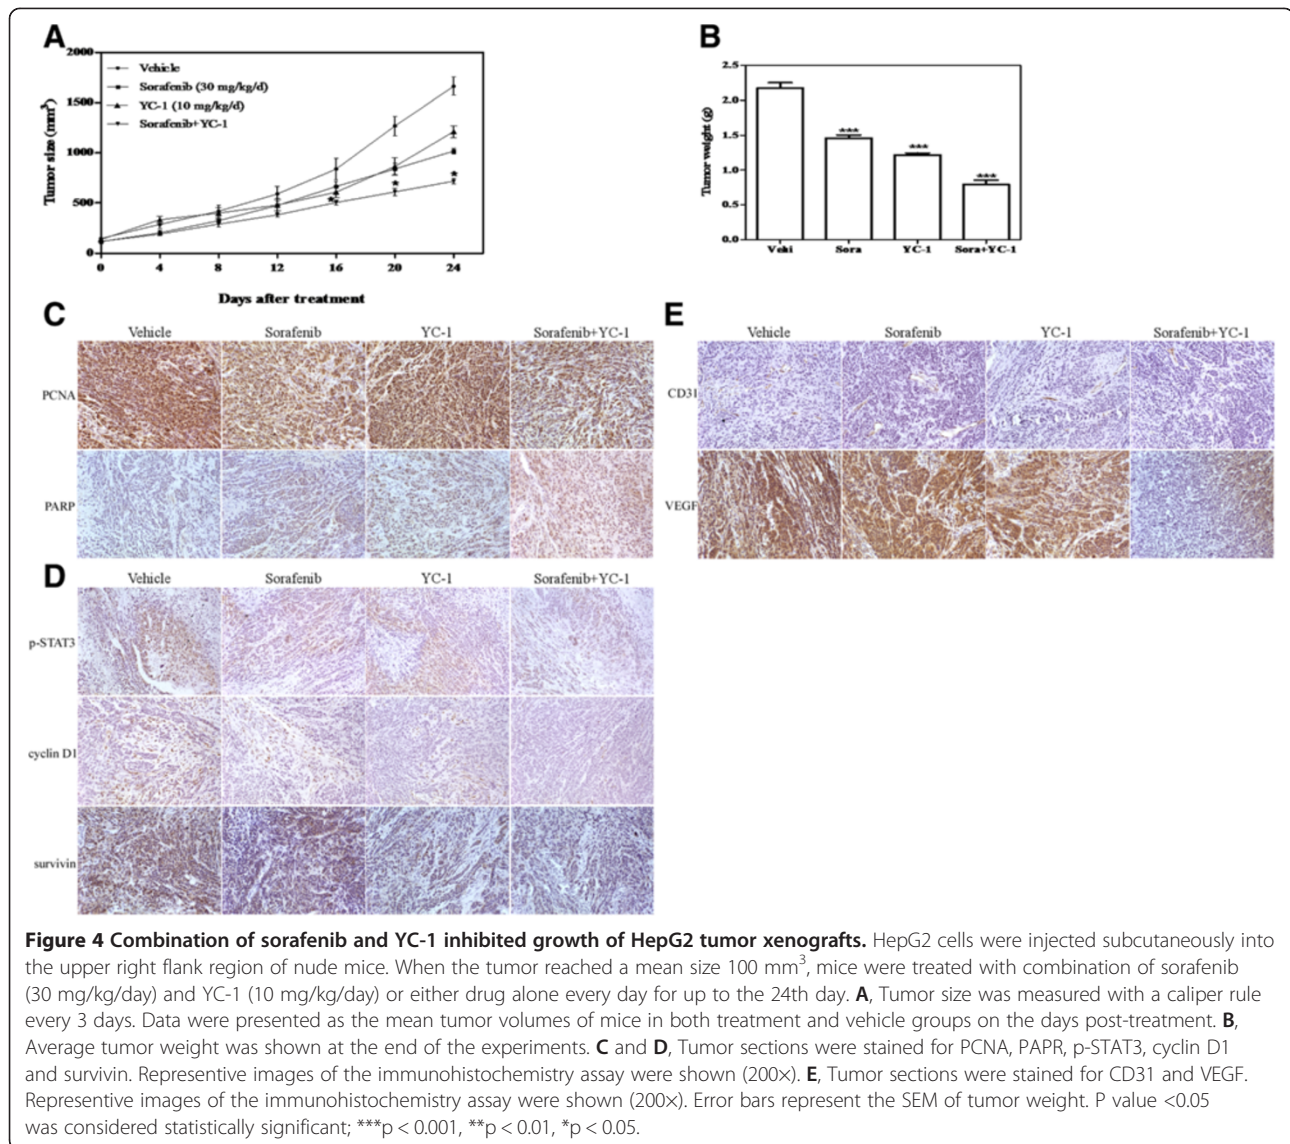 A
2000
1500
1000
500
0
Tumor size (mm3)
Vehicle
Sorafenib (30 mg/kg/d)
YC-1 (10 mg/kg/d)
Sorafenib+YC-1
*
*
*
0 4 8 12 16 20 24
Days after treatment
B
2.5
2.0
1.5
1.0
0.5
0.0
Tumor weight (g)
***
***
***
Vehi Sora YC-1 Sora+YC-1
C
Vehicle Sorafenib YC-1 Sorafenib+YC-1
PCNA
PARP
D
Vehicle Sorafenib YC-1 Sorafenib+YC-1
p-STAT3
cyclin D1
survivin
E
Vehicle Sorafenib YC-1 Sorafenib+YC-1
CD31
VEGF
Figure 4 Combination of sorafenib and YC-1 inhibited growth of HepG2 tumor xenografts. HepG2 cells were injected subcutaneously into
the upper right flank region of nude mice. When the tumor reached a mean size 100 mm3, mice were treated with combination of sorafenib
(30 mg/kg/day) and YC-1 (10 mg/kg/day) or either drug alone every day for up to the 24th day. A, Tumor size was measured with a caliper rule
every 3 days. Data were presented as the mean tumor volumes of mice in both treatment and vehicle groups on the days post-treatment. B,
Average tumor weight was shown at the end of the experiments. C and D, Tumor sections were stained for PCNA, PAPR, p-STAT3, cyclin D1
and survivin. Representive images of the immunohistochemistry assay were shown (200×). E, Tumor sections were stained for CD31 and VEGF.
Representive images of the immunohistochemistry assay were shown (200×). Error bars represent the SEM of tumor weight. P value <0.05
was considered statistically significant; ***p < 0.001, **p < 0.01, *p < 0.05.